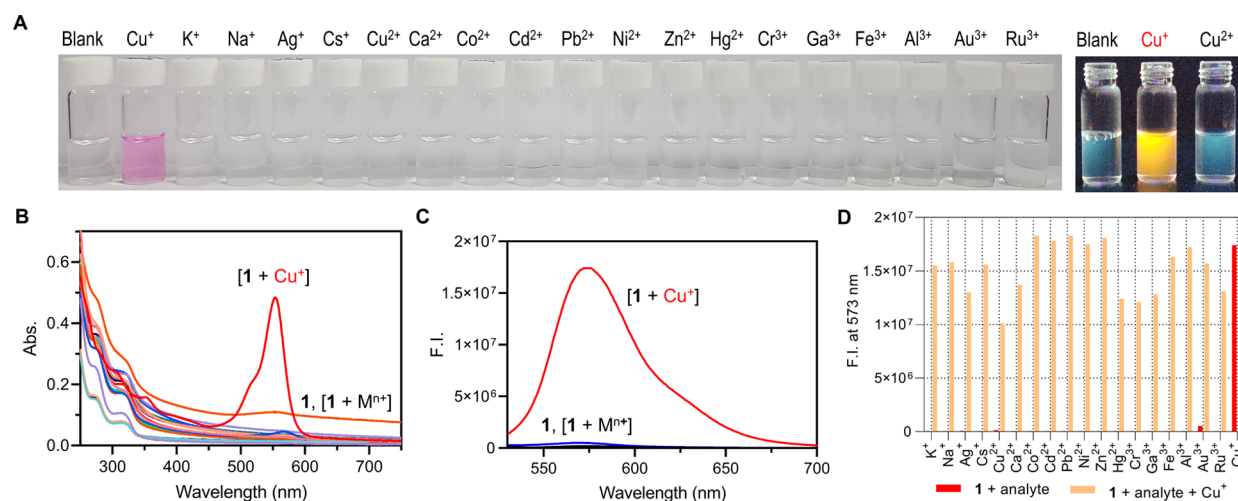 A
Blank Cu⁺ K⁺ Na⁺ Ag⁺ Cs⁺ Cu²⁺ Ca²⁺ Co²⁺ Cd²⁺ Pb²⁺ Ni²⁺ Zn²⁺ Hg²⁺ Cr³⁺ Ga³⁺ Fe³⁺ Al³⁺ Au³⁺ Ru³⁺
Blank Cu⁺ Cu²⁺
B
Abs.
0.6
0.4
0.2
0.0
[1 + Cu⁺]
1, [1 + Mⁿ⁺]
300 400 500 600 700
Wavelength (nm)
C
F.I.
2×10⁷
1.5×10⁷
1×10⁷
5×10⁶
0
[1 + Cu⁺]
1, [1 + Mⁿ⁺]
550 600 650 700
Wavelength (nm)
D
F.I. at 573 nm
2×10⁷
1.5×10⁷
1×10⁷
5×10⁶
0
K⁺ Na⁺ Ag⁺ Cs⁺ Cu²⁺ Ca²⁺ Co²⁺ Cd²⁺ Pb²⁺ Ni²⁺ Zn²⁺ Hg²⁺ Cr³⁺ Ga³⁺ Fe³⁺ Al³⁺ Au³⁺ Ru³⁺
1 + analyte 1 + analyte + Cu⁺